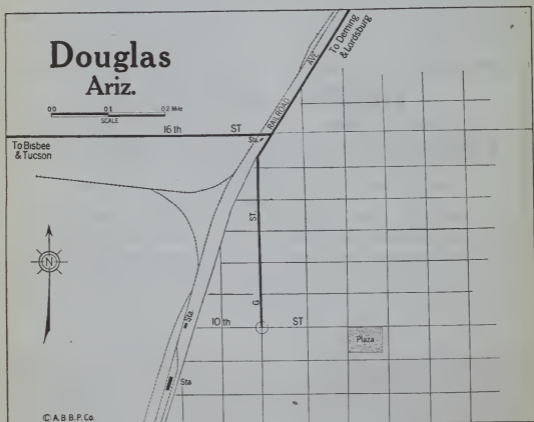 Douglas
Ariz.
0.0 0.1 0.2 Mile
SCALE
16 th ST
To Bisbee
& Tucson
Sta.
RAILROAD AVE
To Deming
& Lordsburg
G ST.
N
10 th ST
Sta.
Plaza
Sta
© A.B.B.P. Co.